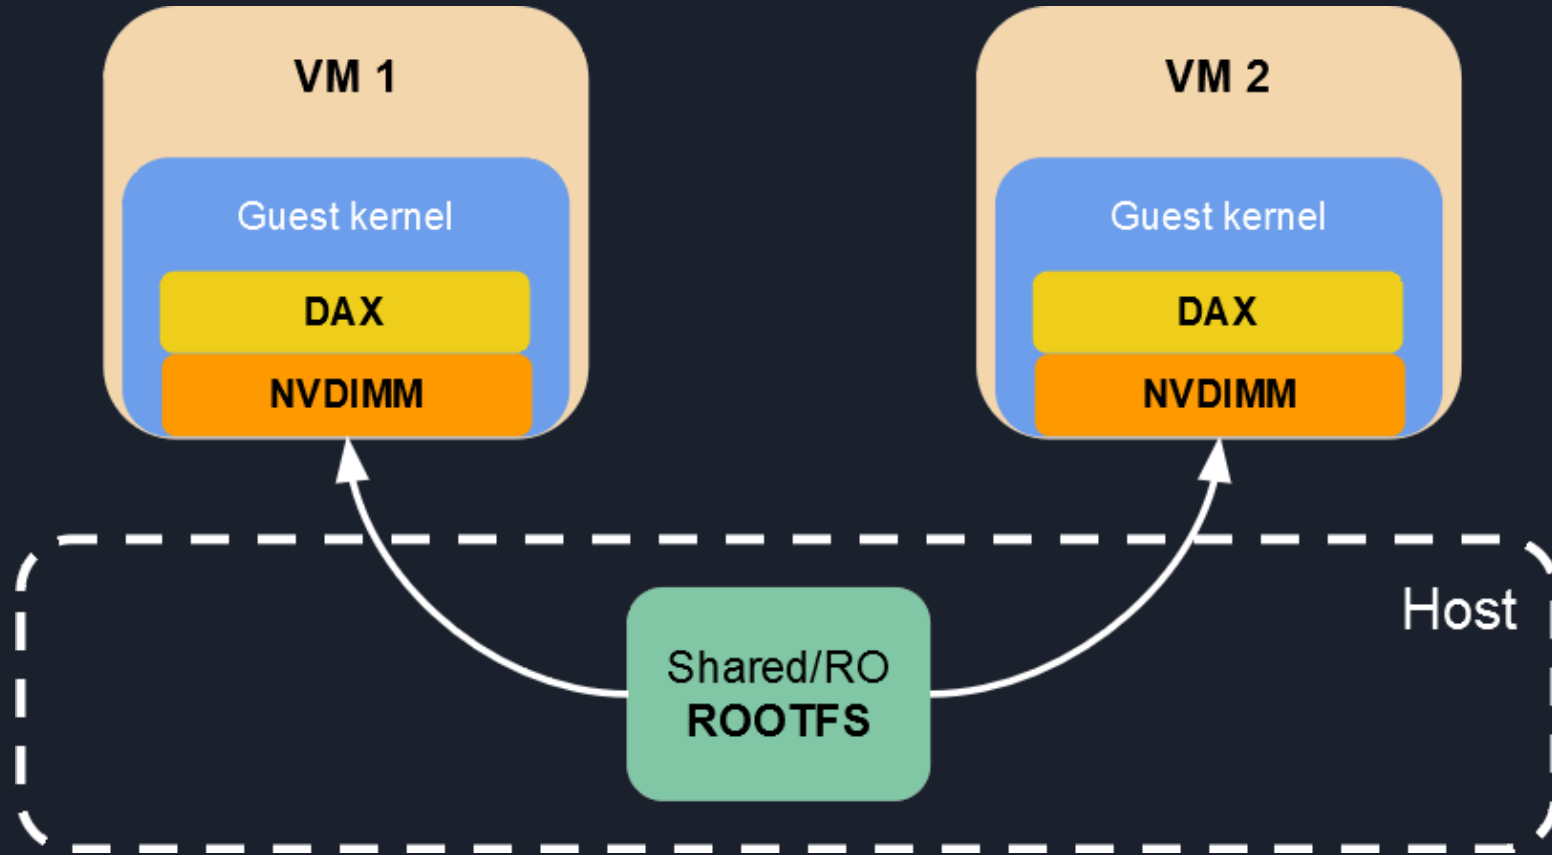 VM 1
Guest kernel
DAX
NVDIMM
VM 2
Guest kernel
DAX
NVDIMM
Host
Shared/RO
ROOTFS